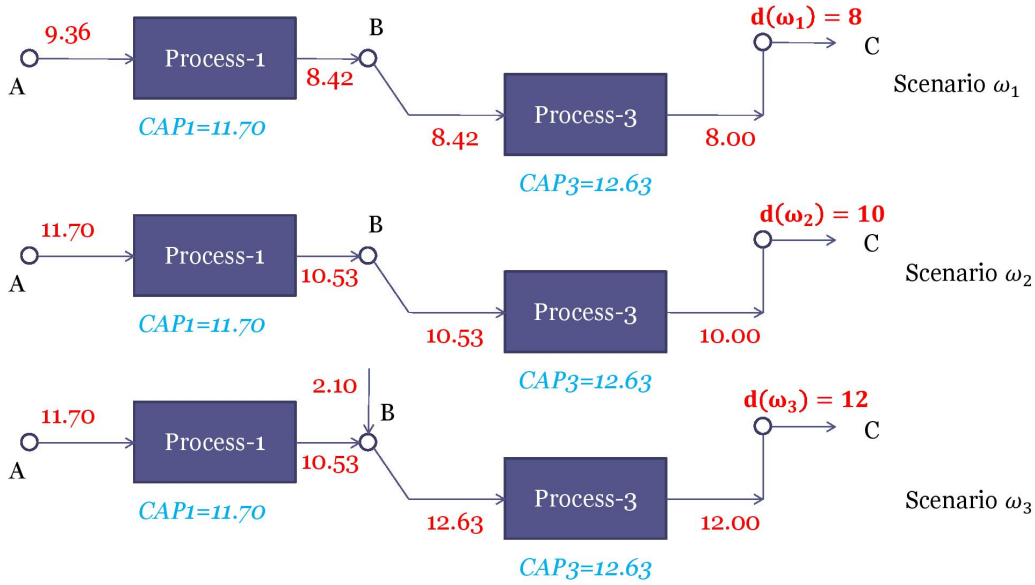 9.36
A
Process-1
8.42
B
CAP1=11.70
8.42
Process-3
8.00
CAP3=12.63
d(ω₁) = 8
C
Scenario ω₁
11.70
A
Process-1
10.53
B
CAP1=11.70
10.53
Process-3
10.00
CAP3=12.63
d(ω₂) = 10
C
Scenario ω₂
11.70
A
Process-1
10.53
2.10
B
CAP1=11.70
12.63
Process-3
12.00
CAP3=12.63
d(ω₃) = 12
C
Scenario ω₃